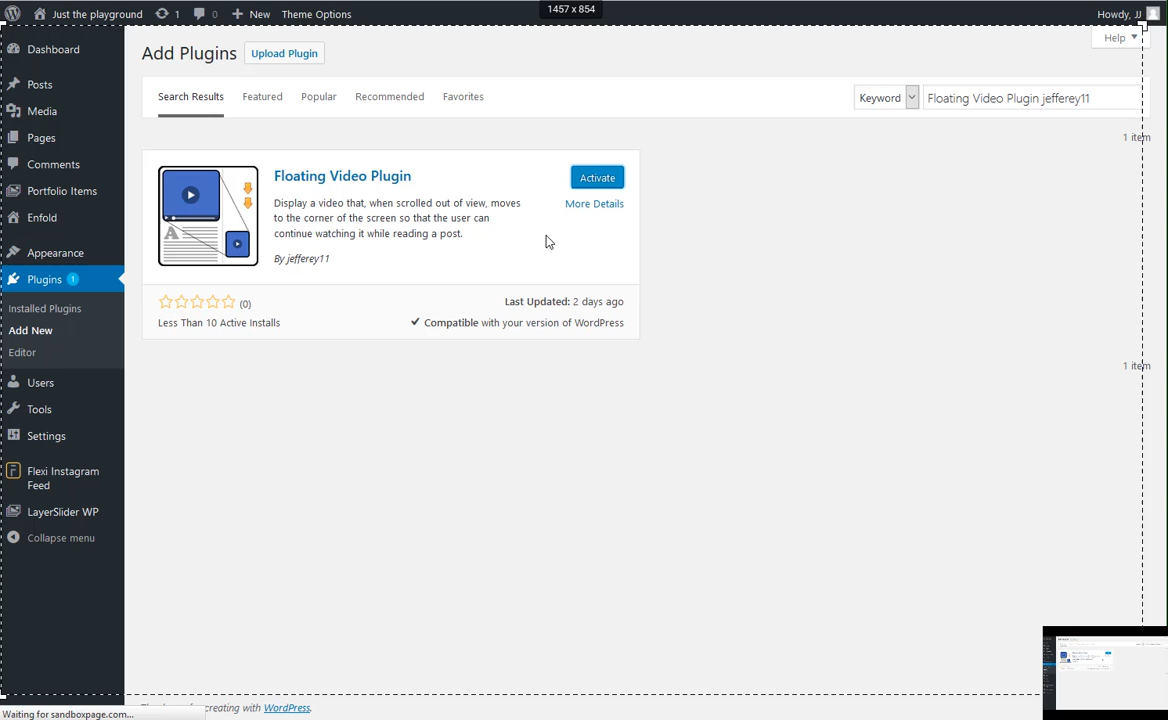 1457 x 854
Just the playground
1
0
New
Theme Options
Howdy, JJ
Help
Dashboard
Posts
Media
Pages
Comments
Portfolio Items
Enfold
Appearance
Plugins 1
Installed Plugins
Add New
Editor
Users
Tools
Settings
Flexi Instagram
Feed
LayerSlider WP
Collapse menu
Add Plugins
Upload Plugin
Search Results
Featured
Popular
Recommended
Favorites
Keyword
Floating Video Plugin jefferey11
1 item
Floating Video Plugin
Activate
More Details
Display a video that, when scrolled out of view, moves
to the corner of the screen so that the user can
continue watching it while reading a post.
By jefferey11
(0)
Last Updated: 2 days ago
Less Than 10 Active Installs
Compatible with your version of WordPress
1 item
creating with WordPress.
Waiting for sandboxpage.com...